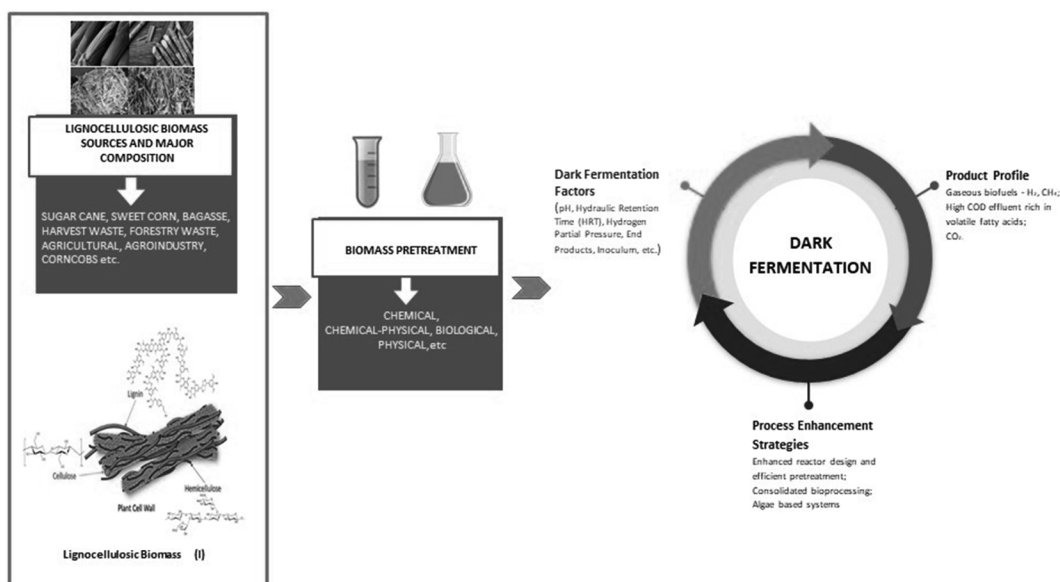 LIGNOCELLULOSIC BIOMASS
SOURCES AND MAJOR
COMPOSITION
SUGAR CANE, SWEET CORN, BAGASSE,
HARVEST WASTE, FORESTRY WASTE,
AGRICULTURAL, AGROINDUSTRY,
CORNCOBS etc.
Lignin
Cellulose
Hemicellulose
Plant Cell Wall
Lignocellulosic Biomass (I)
BIOMASS PRETREATMENT
CHEMICAL,
CHEMICAL-PHYSICAL, BIOLOGICAL,
PHYSICAL,etc
Dark Fermentation
Factors
(pH, Hydraulic Retention
Time (HRT), Hydrogen
Partial Pressure, End
Products, Inoculum, etc.)
DARK
FERMENTATION
Product Profile
Gaseous biofuels - H₂, CH₄;
High COD effluent rich in
volatile fatty acids;
CO₂.
Process Enhancement
Strategies
Enhanced reactor design and
efficient pretreatment;
Consolidated bioprocessing;
Algae based systems